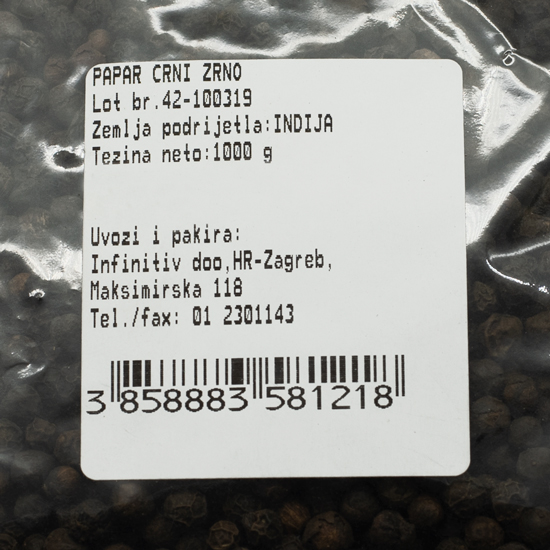 PAPAR CRNI ZRNO
Lot br.42-100319
Zemlja podrijetla:INDIJA
Tezina neto:1000 g
Uvozi i pakira:
Infinitiv doo,HR-Zagreb,
Maksimirska 118
Tel./fax: 01 2301143
3 858883 581218